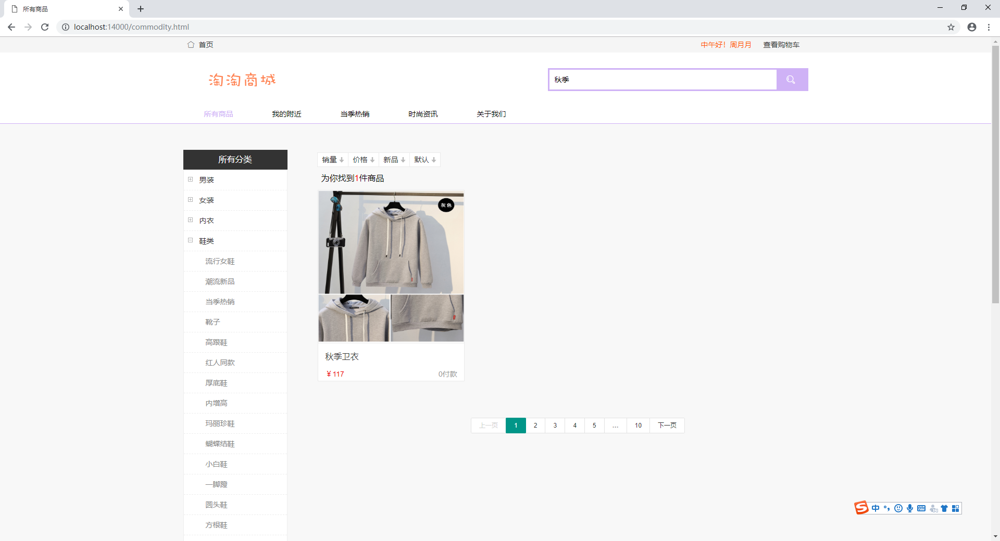 所有商品
localhost:14000/commodity.html
首页
中午好！周月月 查看购物车
淘淘商城
秋季
所有商品 我的附近 当季热销 时尚资讯 关于我们
所有分类
男装
女装
内衣
鞋类
流行女鞋
潮流新品
当季热销
靴子
高跟鞋
红人同款
厚底鞋
内增高
玛丽珍鞋
蝴蝶结鞋
小白鞋
一脚蹬
圆头鞋
方根鞋
销量 价格 新品 默认
为你找到1件商品
灰色
秋季卫衣
￥117 0付款
上一页 1 2 3 4 5 … 10 下一页
中